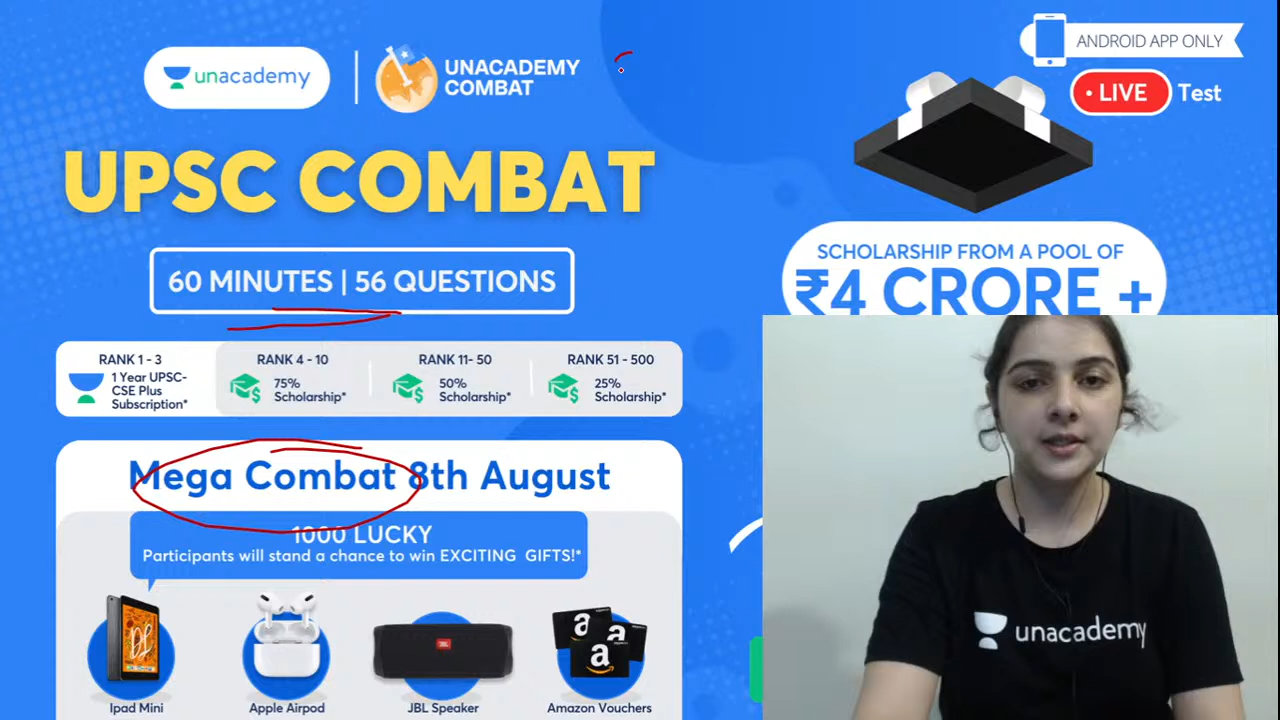 unacademy
UNACADEMY
COMBAT
ANDROID APP ONLY
• LIVE Test
UPSC COMBAT
60 MINUTES | 56 QUESTIONS
SCHOLARSHIP FROM A POOL OF
₹4 CRORE +
RANK 1 - 3
1 Year UPSC-
CSE Plus
Subscription*
RANK 4 - 10
75%
Scholarship*
RANK 11- 50
50%
Scholarship*
RANK 51 - 500
25%
Scholarship*
Mega Combat 8th August
1000 LUCKY
Participants will stand a chance to win EXCITING GIFTS!*
JBL
a
a
a
Ipad Mini
Apple Airpod
JBL Speaker
Amazon Vouchers
unacademy